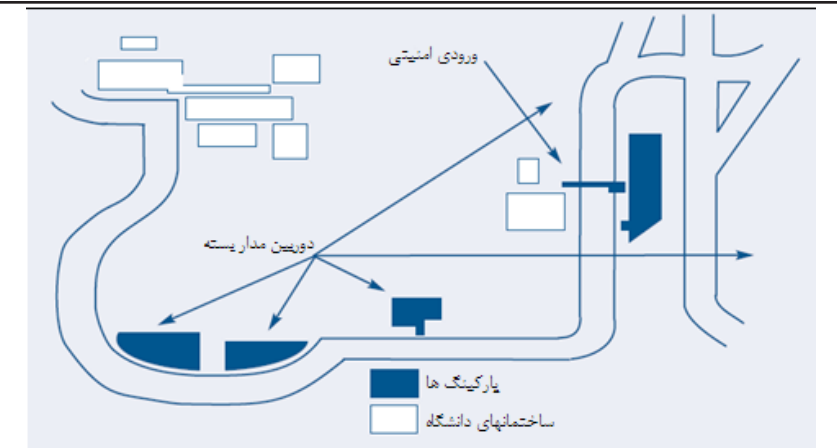 ورودی امنیتی
دوربین مدار بسته
پارکینگ ها
ساختمانهای دانشگاه